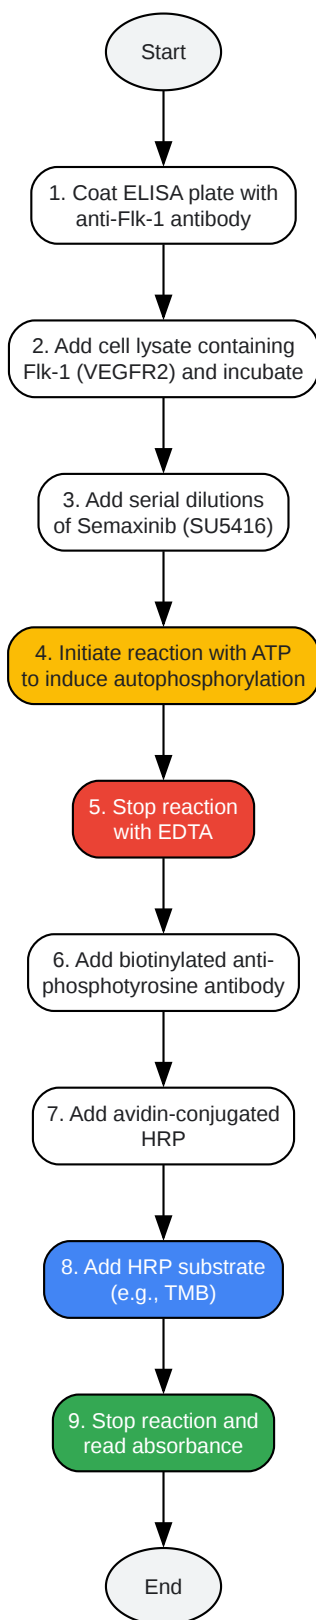 Start
1. Coat ELISA plate with
anti-Flk-1 antibody
2. Add cell lysate containing
Flk-1 (VEGFR2) and incubate
3. Add serial dilutions
of Semaxinib (SU5416)
4. Initiate reaction with ATP
to induce autophosphorylation
5. Stop reaction
with EDTA
6. Add biotinylated anti-
phosphotyrosine antibody
7. Add avidin-conjugated
HRP
8. Add HRP substrate
(e.g., TMB)
9. Stop reaction and
read absorbance
End